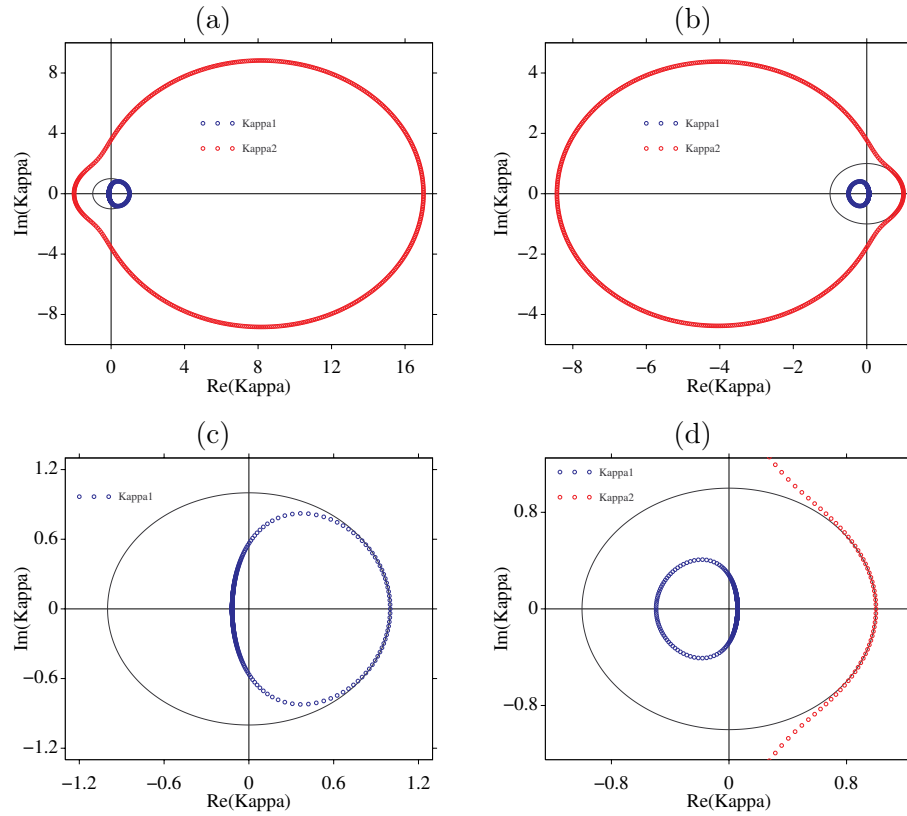 (a)
8
4
0
−4
−8
Im(Kappa)
Kappa1
Kappa2
0 4 8 12 16
Re(Kappa)
(b)
4
2
0
−2
−4
Im(Kappa)
Kappa1
Kappa2
−8 −6 −4 −2 0
Re(Kappa)
(c)
1.2
0.6
0
−0.6
−1.2
Im(Kappa)
Kappa1
−1.2 −0.6 0 0.6 1.2
Re(Kappa)
(d)
0.8
0
−0.8
Im(Kappa)
Kappa1
Kappa2
−0.8 0 0.8
Re(Kappa)